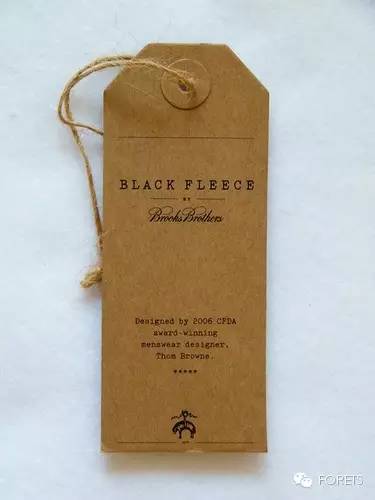 BLACK FLEECE
BY
Brooks Brothers
Designed by 2006 CFDA
award-winning
menswear designer,
Thom Browne.
*****
FORETS